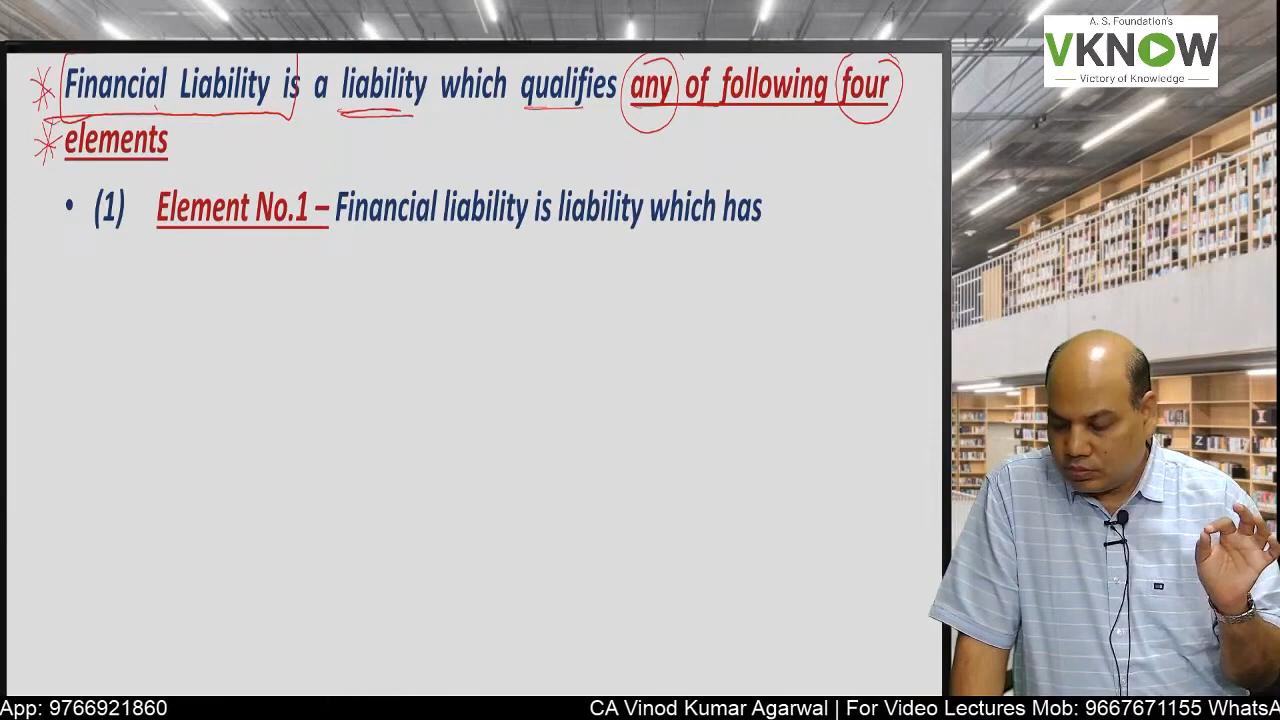 A. S. Foundation's
VKNOW
Victory of Knowledge
Financial Liability is a liability which qualifies any of following four
elements
• (1) Element No.1 – Financial liability is liability which has
App: 9766921860 CA Vinod Kumar Agarwal | For Video Lectures Mob: 9667671155 WhatsA